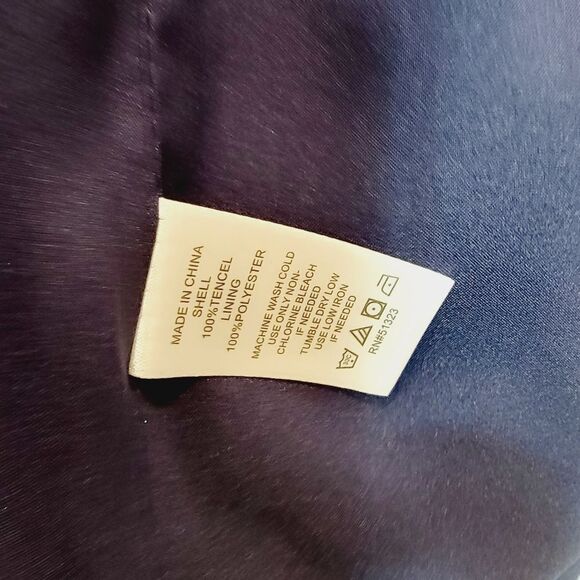 MADE IN CHINA
SHELL
100%TENCEL
LINING
100%POLYESTER
MACHINE WASH COLD
USE ONLY NON-
CHLORINE BLEACH
IF NEEDED
TUMBLE DRY LOW
USE LOW IRON
IF NEEDED
RN#51323